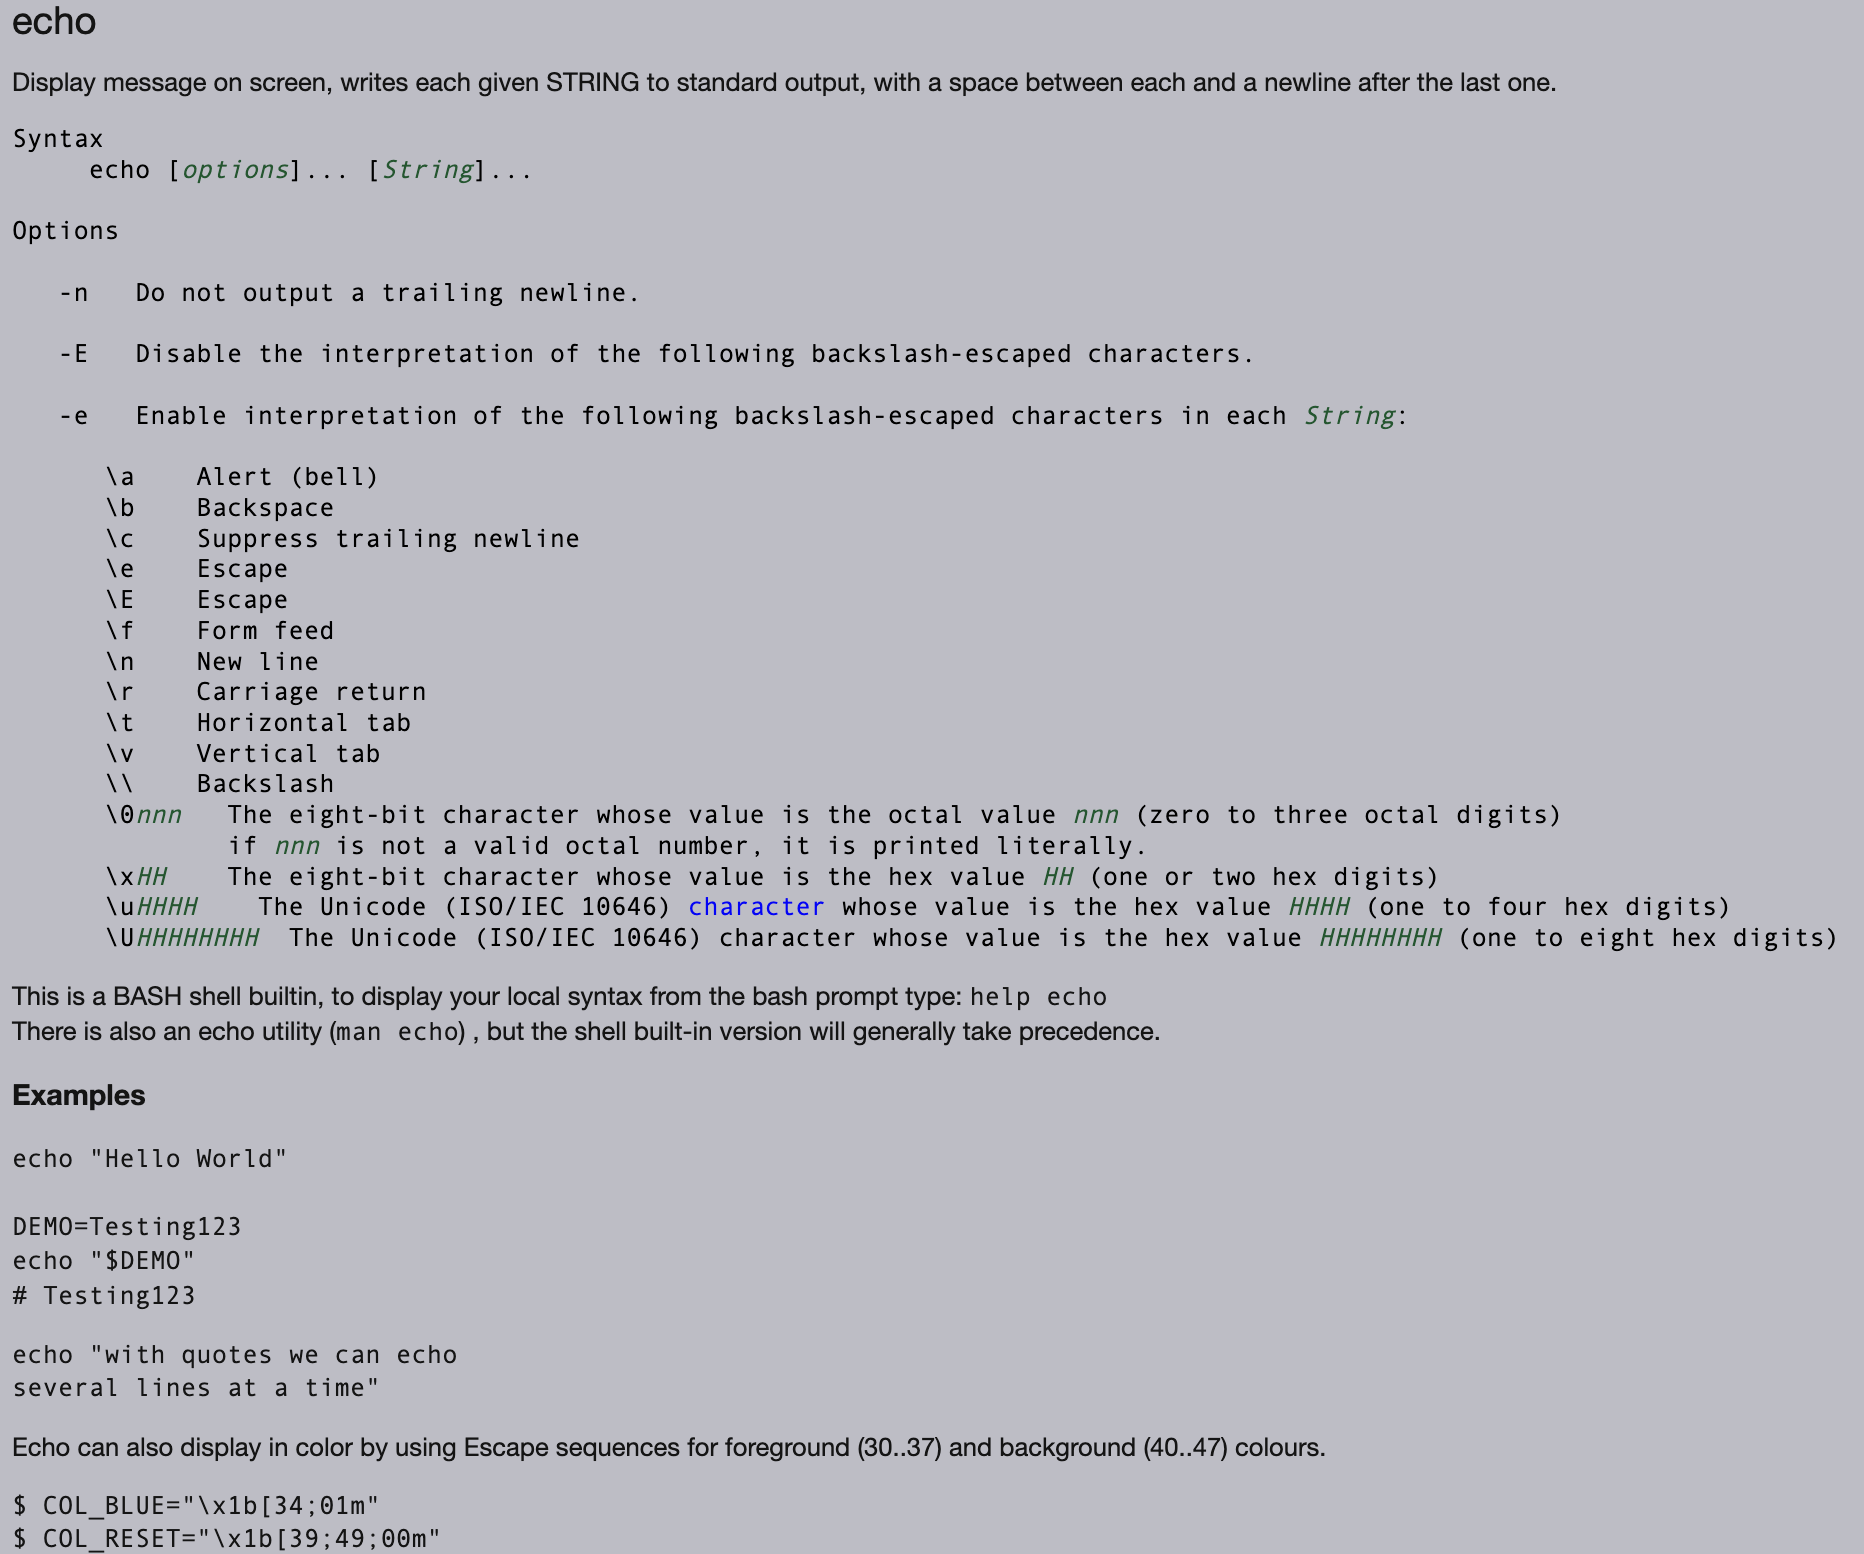 echo
Display message on screen, writes each given STRING to standard output, with a space between each and a newline after the last one.
Syntax
echo [options]... [String]...
Options
-n Do not output a trailing newline.
-E Disable the interpretation of the following backslash-escaped characters.
-e Enable interpretation of the following backslash-escaped characters in each String:
\a Alert (bell)
\b Backspace
\c Suppress trailing newline
\e Escape
\E Escape
\f Form feed
\n New line
\r Carriage return
\t Horizontal tab
\v Vertical tab
\\ Backslash
\0nnn The eight-bit character whose value is the octal value nnn (zero to three octal digits)
if nnn is not a valid octal number, it is printed literally.
\xHH The eight-bit character whose value is the hex value HH (one or two hex digits)
\uHHHH The Unicode (ISO/IEC 10646) character whose value is the hex value HHHH (one to four hex digits)
\UHHHHHHHH The Unicode (ISO/IEC 10646) character whose value is the hex value HHHHHHHH (one to eight hex digits)
This is a BASH shell builtin, to display your local syntax from the bash prompt type: help echo
There is also an echo utility (man echo) , but the shell built-in version will generally take precedence.
Examples
echo "Hello World"
DEMO=Testing123
echo "$DEMO"
# Testing123
echo "with quotes we can echo
several lines at a time"
Echo can also display in color by using Escape sequences for foreground (30..37) and background (40..47) colours.
$ COL_BLUE="\x1b[34;01m"
$ COL_RESET="\x1b[39;49;00m"